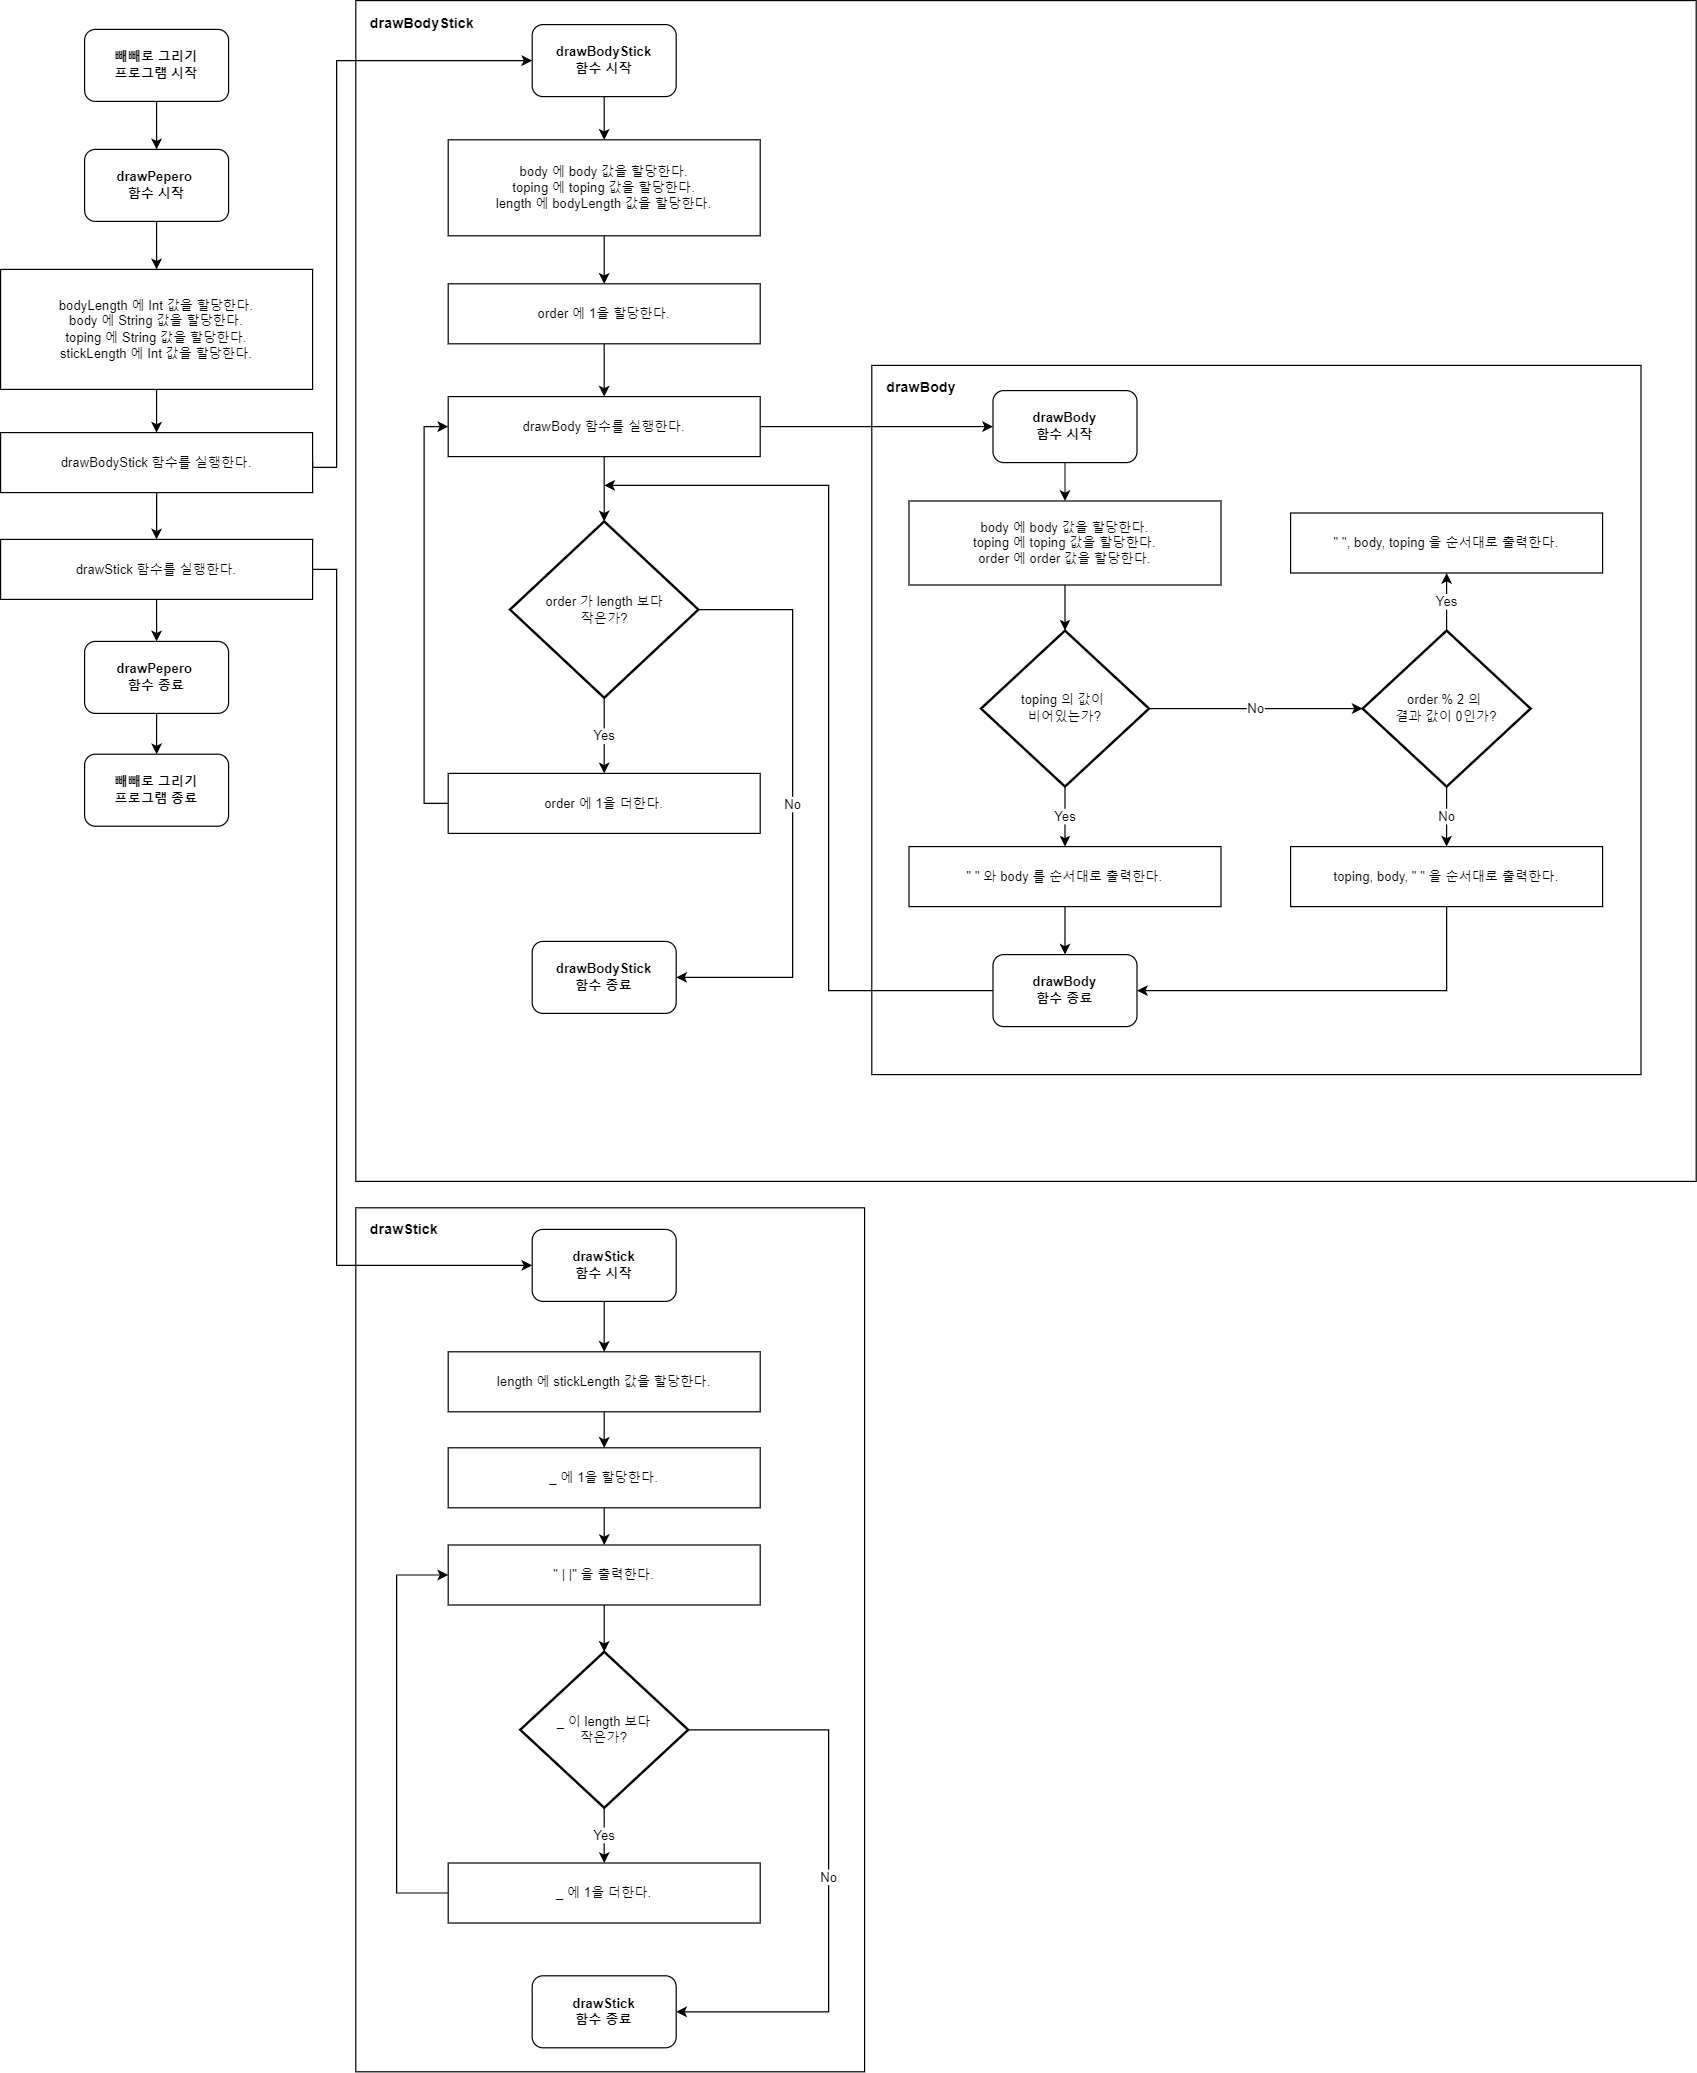 빼빼로 그리기
프로그램 시작
drawPepero
함수 시작
bodyLength 에 Int 값을 할당한다.
body 에 String 값을 할당한다.
toping 에 String 값을 할당한다.
stickLength 에 Int 값을 할당한다.
drawBodyStick 함수를 실행한다.
drawStick 함수를 실행한다.
drawPepero
함수 종료
빼빼로 그리기
프로그램 종료
drawBodyStick
drawBodyStick
함수 시작
body 에 body 값을 할당한다.
toping 에 toping 값을 할당한다.
length 에 bodyLength 값을 할당한다.
order 에 1을 할당한다.
drawBody 함수를 실행한다.
order 가 length 보다
작은가?
Yes
order 에 1을 더한다.
No
drawBodyStick
함수 종료
drawBody
drawBody
함수 시작
body 에 body 값을 할당한다.
toping 에 toping 값을 할당한다.
order 에 order 값을 할당한다.
toping 의 값이
비어있는가?
Yes
" " 와 body 를 순서대로 출력한다.
No
order % 2 의
결과 값이 0인가?
Yes
" ", body, toping 을 순서대로 출력한다.
No
toping, body, " " 을 순서대로 출력한다.
drawBody
함수 종료
drawStick
drawStick
함수 시작
length 에 stickLength 값을 할당한다.
_ 에 1을 할당한다.
" | |" 을 출력한다.
_ 이 length 보다
작은가?
Yes
_ 에 1을 더한다.
No
drawStick
함수 종료